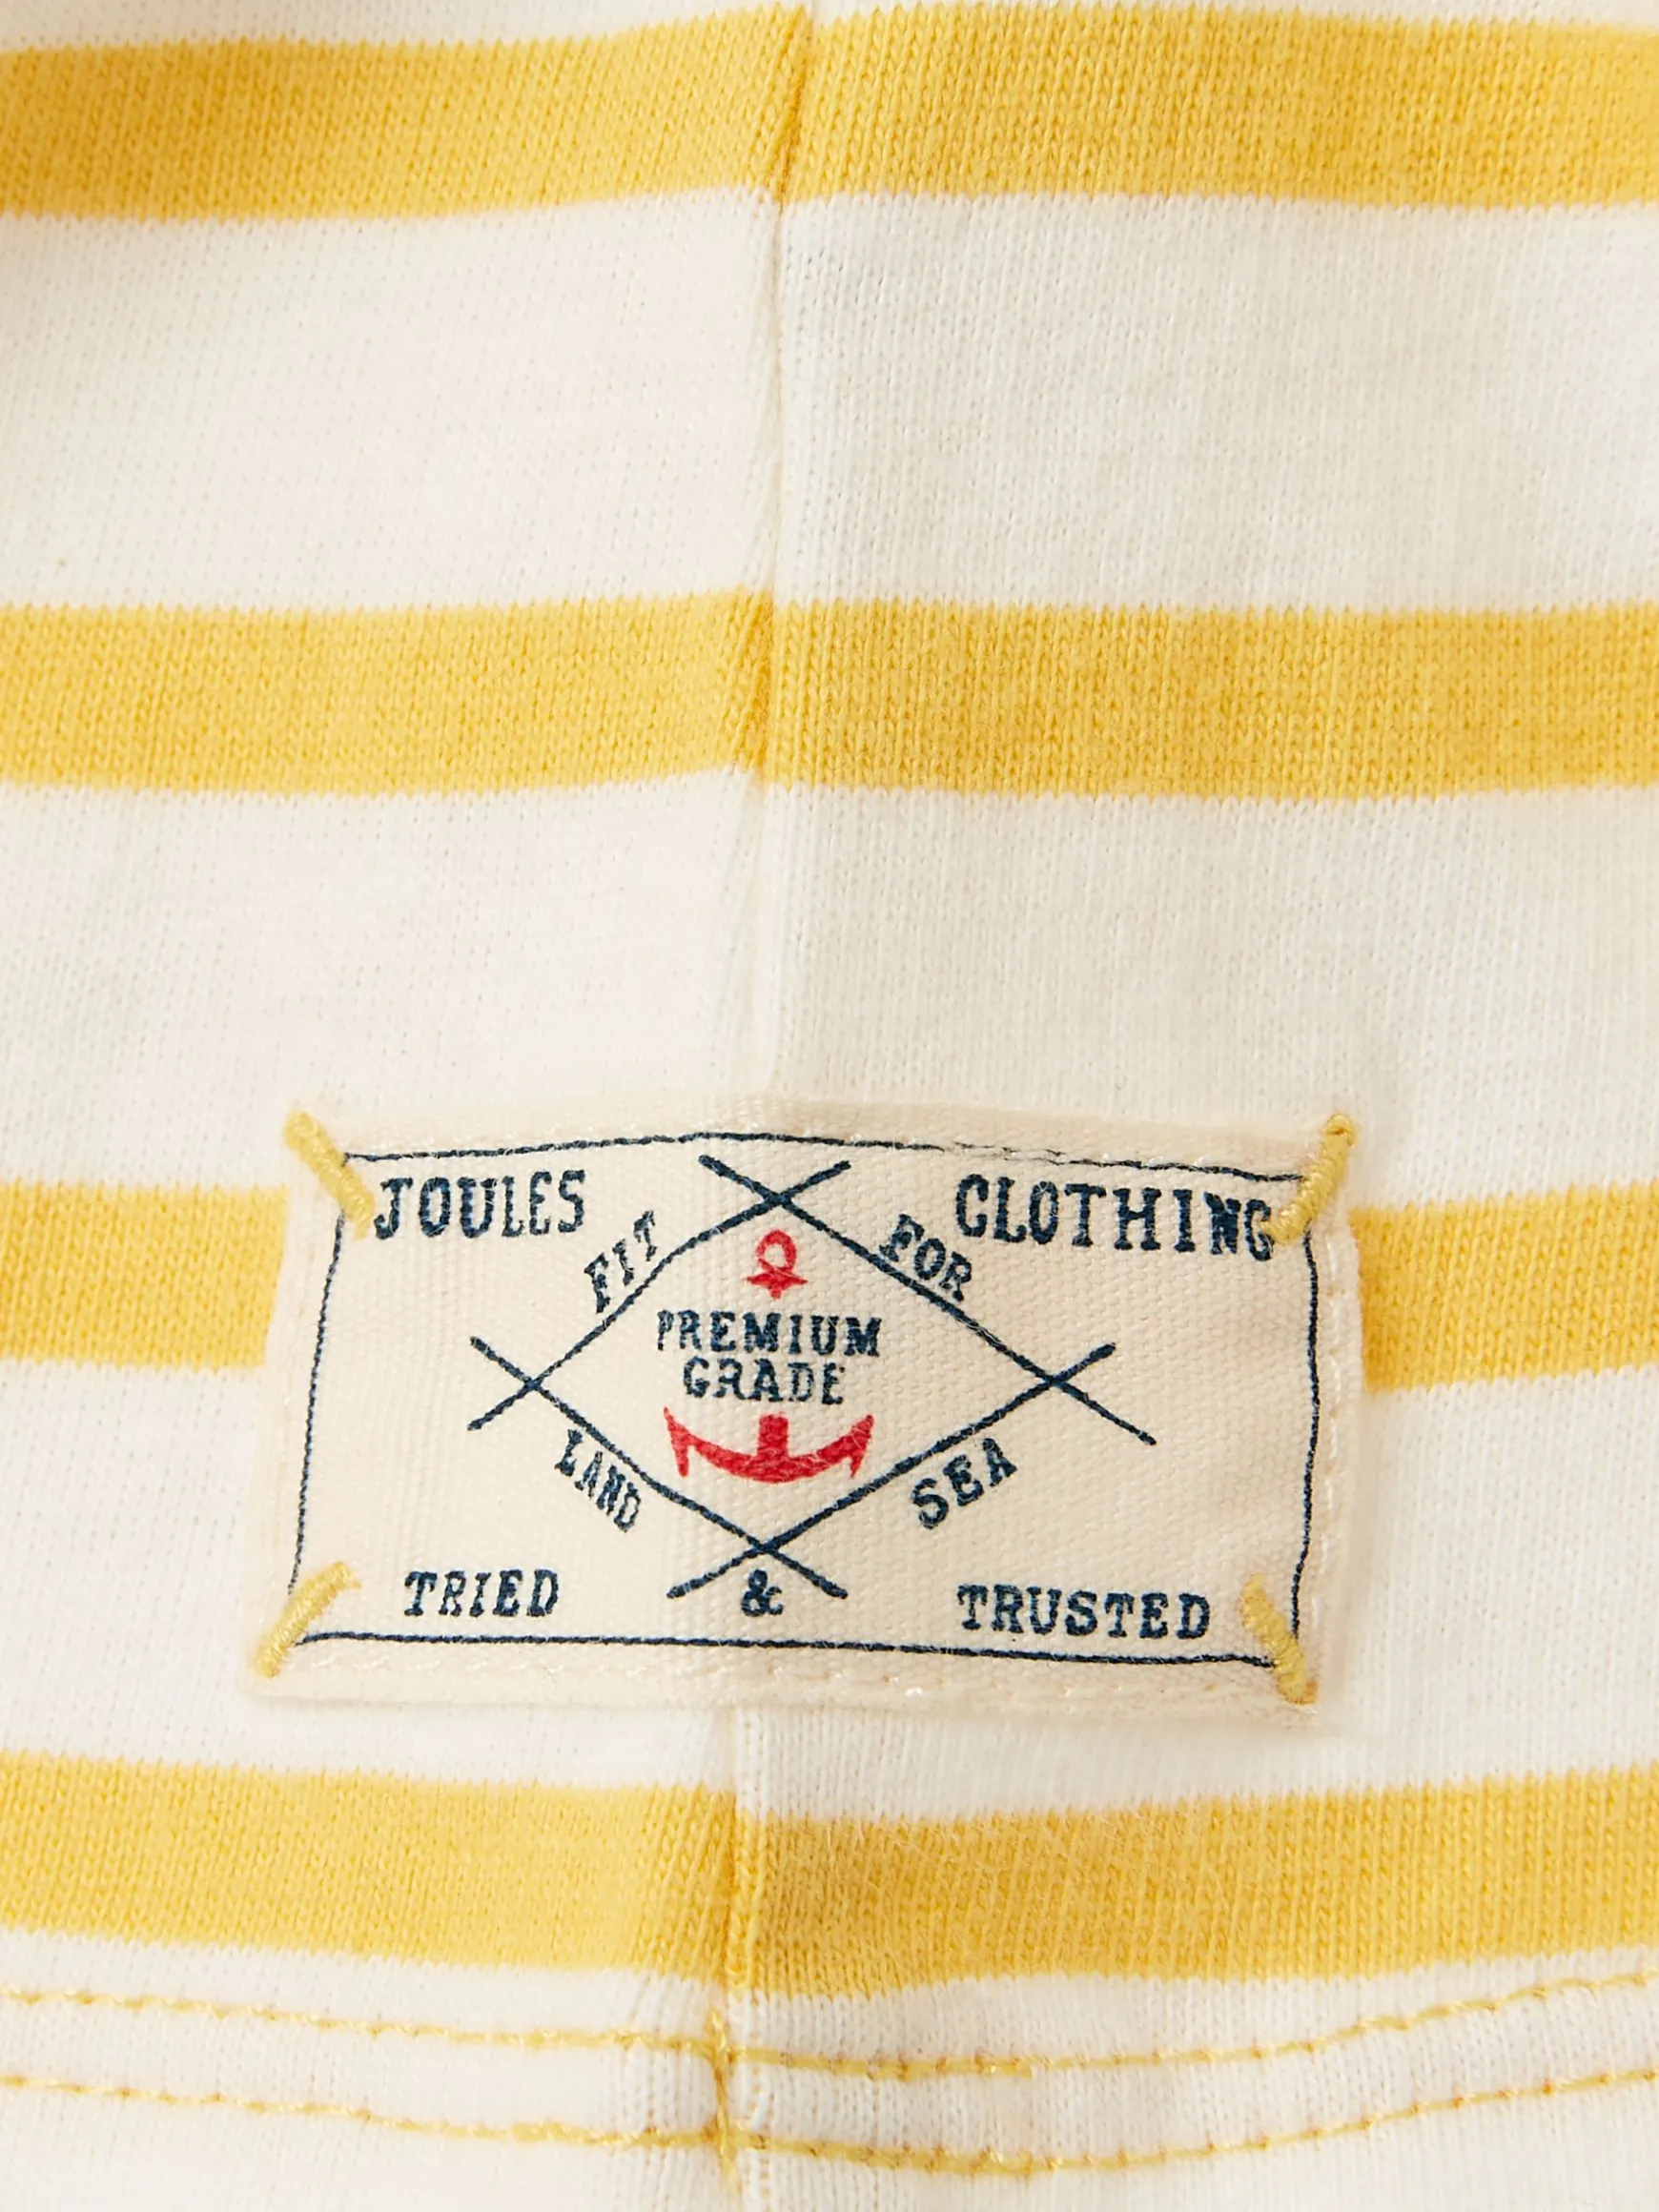 JOULES CLOTHING
FIT FOR
PREMIUM
GRADE
LAND SEA
TRIED & TRUSTED